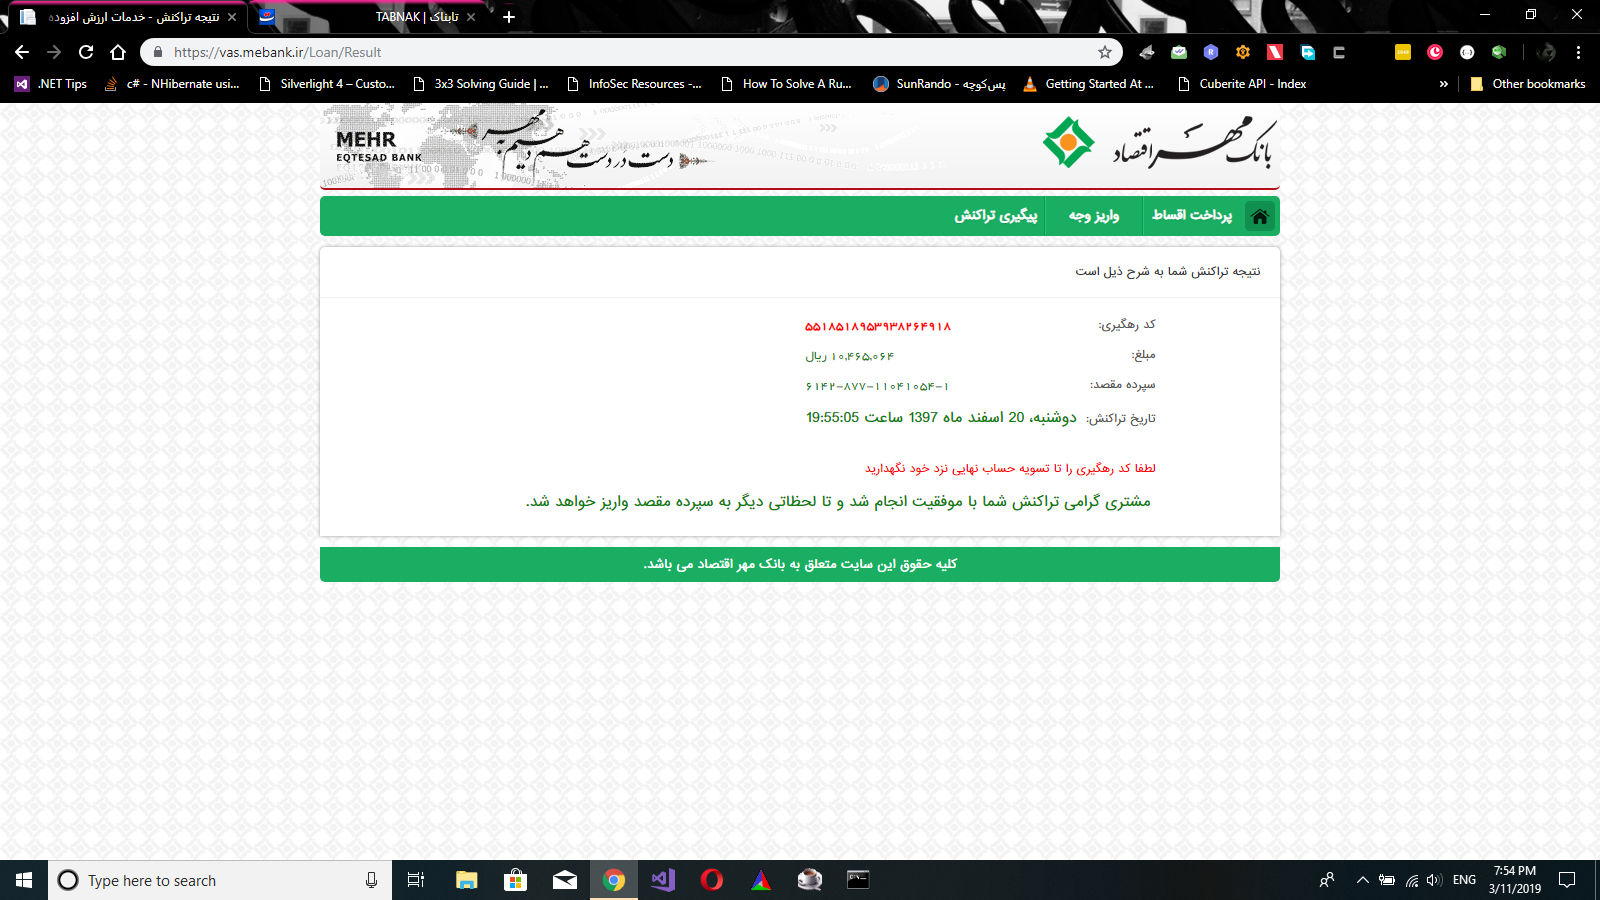 نتیجه تراکنش - خدمات ارزش افزوده
TABNAK | تابناک
https://vas.mebank.ir/Loan/Result
.NET Tips
c# - NHibernate usi...
Silverlight 4 – Custo...
3x3 Solving Guide | ...
InfoSec Resources -...
How To Solve A Ru...
SunRando - پس‌کوچه
Getting Started At ...
Cuberite API - Index
»
Other bookmarks
MEHR
EQTESAD BANK
دست در دست هم دهیم به مهر
بانک مهر اقتصاد
پرداخت اقساط
واریز وجه
پیگیری تراکنش
نتیجه تراکنش شما به شرح ذیل است
کد رهگیری: ۵۵۱۸۵۱۸۹۵۳۹۳۸۲۶۴۹۱۸
مبلغ: ۱۰,۴۶۵,۰۶۴ ریال
سپرده مقصد: ۶۱۴۲-۸۷۷-۱۱۰۴۱۰۵۴-۱
تاریخ تراکنش: دوشنبه، 20 اسفند ماه 1397 ساعت 19:55:05
لطفا کد رهگیری را تا تسویه حساب نهایی نزد خود نگهدارید
مشتری گرامی تراکنش شما با موفقیت انجام شد و تا لحظاتی دیگر به سپرده مقصد واریز خواهد شد.
کلیه حقوق این سایت متعلق به بانک مهر اقتصاد می باشد.
Type here to search
ENG
7:54 PM
3/11/2019